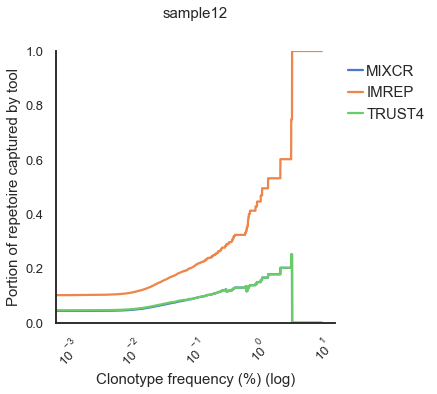 sample12
Portion of repetoire captured by tool
1.0
0.8
0.6
0.4
0.2
0.0
10⁻³
10⁻²
10⁻¹
10⁰
10¹
Clonotype frequency (%) (log)
MIXCR
IMREP
TRUST4